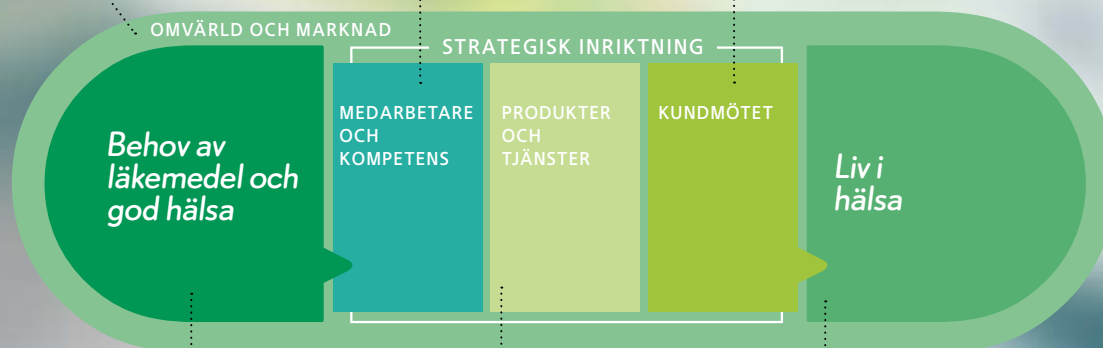 OMVÄRLD OCH MARKNAD
STRATEGISK INRIKTNING
Behov av
läkemedel och
god hälsa
MEDARBETARE
OCH
KOMPETENS
PRODUKTER
OCH
TJÄNSTER
KUNDMÖTET
Liv i
hälsa